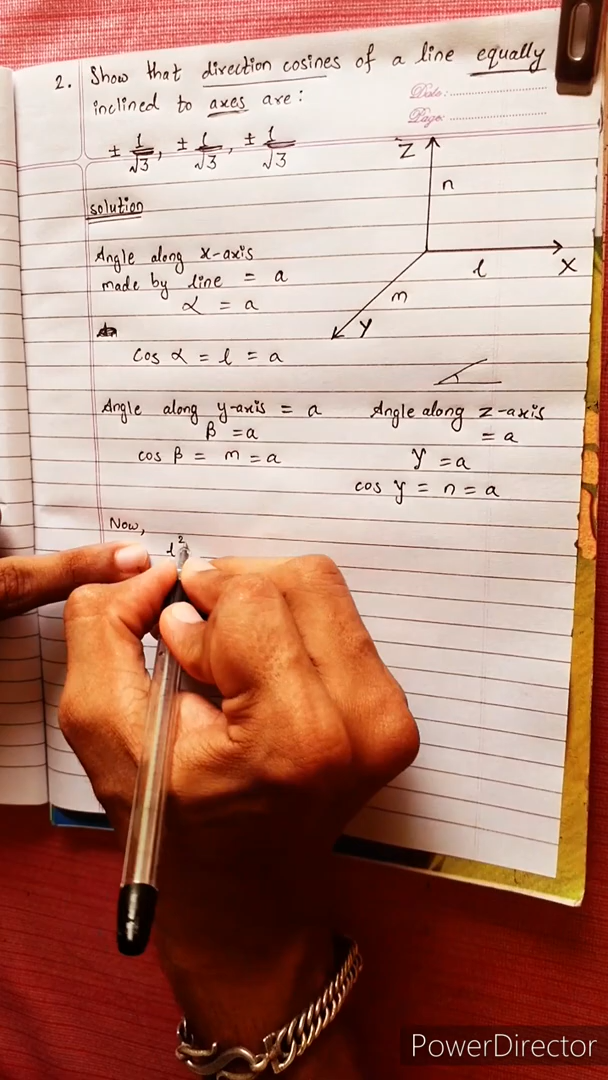 2. Show that direction cosines of a line equally
inclined to axes are:
Date:
Page:
± 1/√3, ± 1/√3, ± 1/√3
Z
n
solution
l
X
m
Y
Angle along x-axis
made by line = a
α = a
cos α = l = a
Angle along y-axis = a
β = a
cos β = m = a
Angle along z-axis
= a
γ = a
cos γ = n = a
Now,
l²
PowerDirector